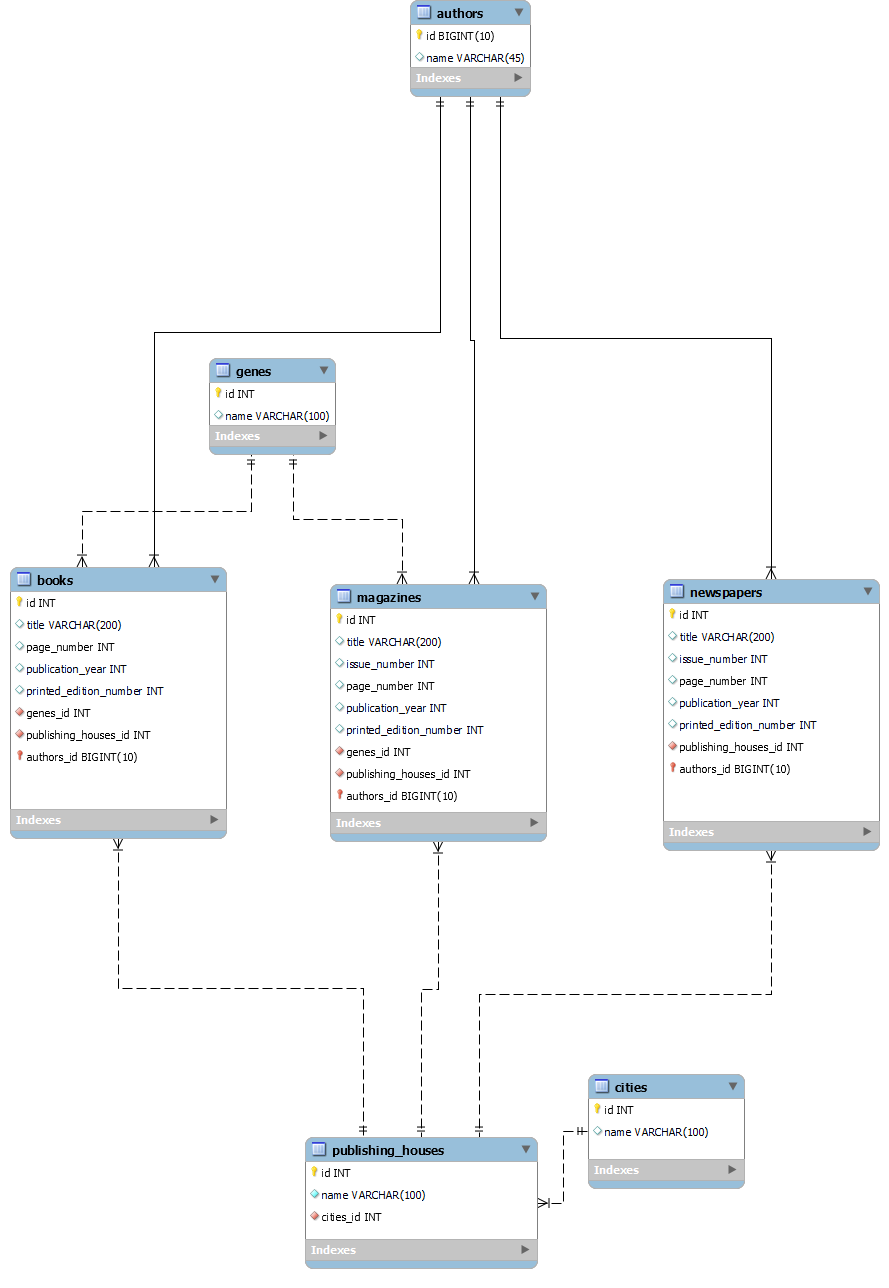 authors
id BIGINT(10)
name VARCHAR(45)
Indexes
genes
id INT
name VARCHAR(100)
Indexes
books
id INT
title VARCHAR(200)
page_number INT
publication_year INT
printed_edition_number INT
genes_id INT
publishing_houses_id INT
authors_id BIGINT(10)
Indexes
magazines
id INT
title VARCHAR(200)
issue_number INT
page_number INT
publication_year INT
printed_edition_number INT
genes_id INT
publishing_houses_id INT
authors_id BIGINT(10)
Indexes
newspapers
id INT
title VARCHAR(200)
issue_number INT
page_number INT
publication_year INT
printed_edition_number INT
publishing_houses_id INT
authors_id BIGINT(10)
Indexes
cities
id INT
name VARCHAR(100)
Indexes
publishing_houses
id INT
name VARCHAR(100)
cities_id INT
Indexes